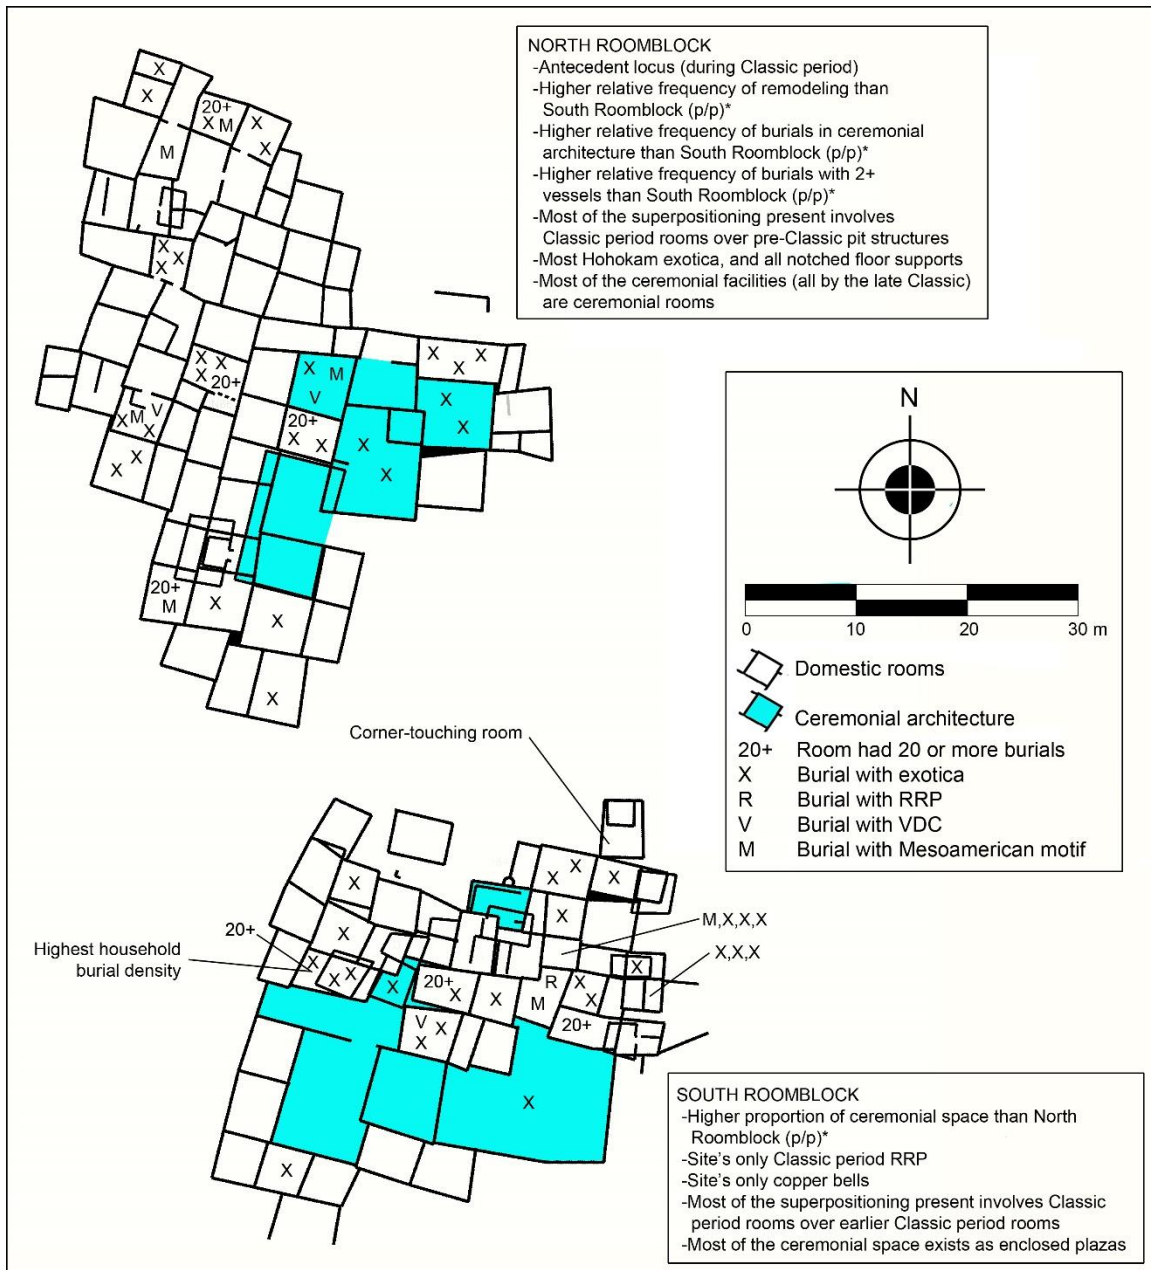 NORTH ROOMBLOCK
-Antecedent locus (during Classic period)
-Higher relative frequency of remodeling than
South Roomblock (p/p)*
-Higher relative frequency of burials in ceremonial
architecture than South Roomblock (p/p)*
-Higher relative frequency of burials with 2+
vessels than South Roomblock (p/p)*
-Most of the superpositioning present involves
Classic period rooms over pre-Classic pit structures
-Most Hohokam exotica, and all notched floor supports
-Most of the ceremonial facilities (all by the late Classic)
are ceremonial rooms
X
X
20+
X M
X
X
M
X
X X
X X
X
20+
X M
V
X X
X
X
X
20+
X X
X
X
X M V
X
X
X
20+
M
X
X
X
N
0 10 20 30 m
Domestic rooms
Ceremonial architecture
20+ Room had 20 or more burials
X Burial with exotica
R Burial with RRP
V Burial with VDC
M Burial with Mesoamerican motif
Corner-touching room
X
X
X
X
X
M,X,X,X
20+
X
Highest household
burial density
X
X
X
X
20+
X
X
R
M
X
X
X
X,X,X
V X
X
20+
X
X
SOUTH ROOMBLOCK
-Higher proportion of ceremonial space than North
Roomblock (p/p)*
-Site's only Classic period RRP
-Site's only copper bells
-Most of the superpositioning present involves Classic
period rooms over earlier Classic period rooms
-Most of the ceremonial space exists as enclosed plazas